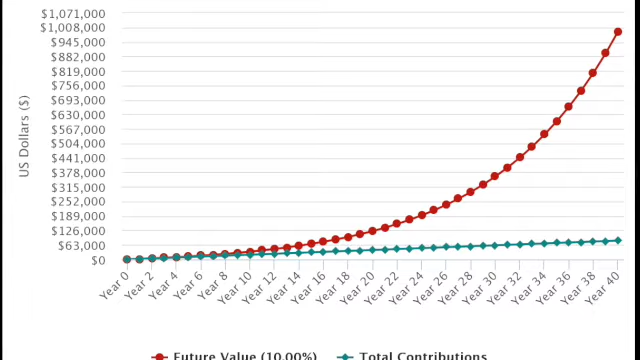 $1,071,000
$1,008,000
$945,000
$882,000
$819,000
$756,000
$693,000
$630,000
$567,000
$504,000
$441,000
$378,000
$315,000
$252,000
$189,000
$126,000
$63,000
$0
US Dollars ($)
Year 0
Year 2
Year 4
Year 6
Year 8
Year 10
Year 12
Year 14
Year 16
Year 18
Year 20
Year 22
Year 24
Year 26
Year 28
Year 30
Year 32
Year 34
Year 36
Year 38
Year 40
Future Value (10.00%) Total Contributions